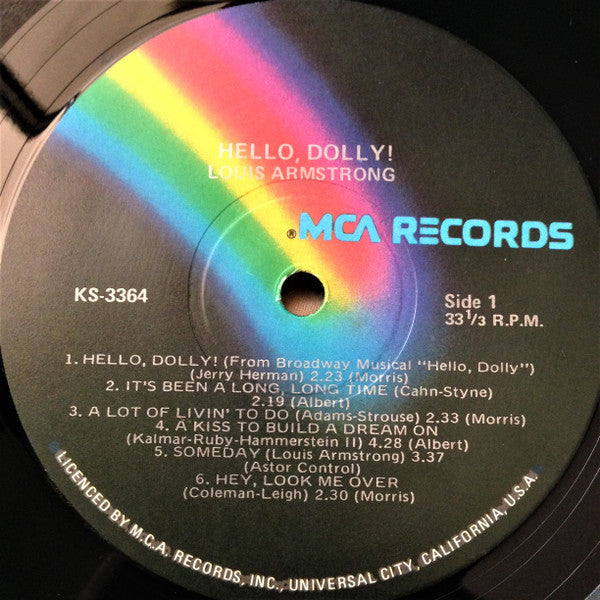 HELLO, DOLLY!
LOUIS ARMSTRONG
®MCA RECORDS
KS-3364
Side 1
33 1/3 R.P.M.
1. HELLO, DOLLY! (From Broadway Musical "Hello, Dolly")
(Jerry Herman) 2.23 (Morris)
2. IT'S BEEN A LONG, LONG TIME (Cahn-Styne)
2.19 (Albert)
3. A LOT OF LIVIN' TO DO (Adams-Strouse) 2.33 (Morris)
4. A KISS TO BUILD A DREAM ON
(Kalmar-Ruby-Hammerstein II) 4.28 (Albert)
5. SOMEDAY (Louis Armstrong) 3.37
(Astor Control)
6. HEY, LOOK ME OVER
(Coleman-Leigh) 2.30 (Morris)
LICENCED BY M.C.A. RECORDS, INC., UNIVERSAL CITY, CALIFORNIA, U.S.A.